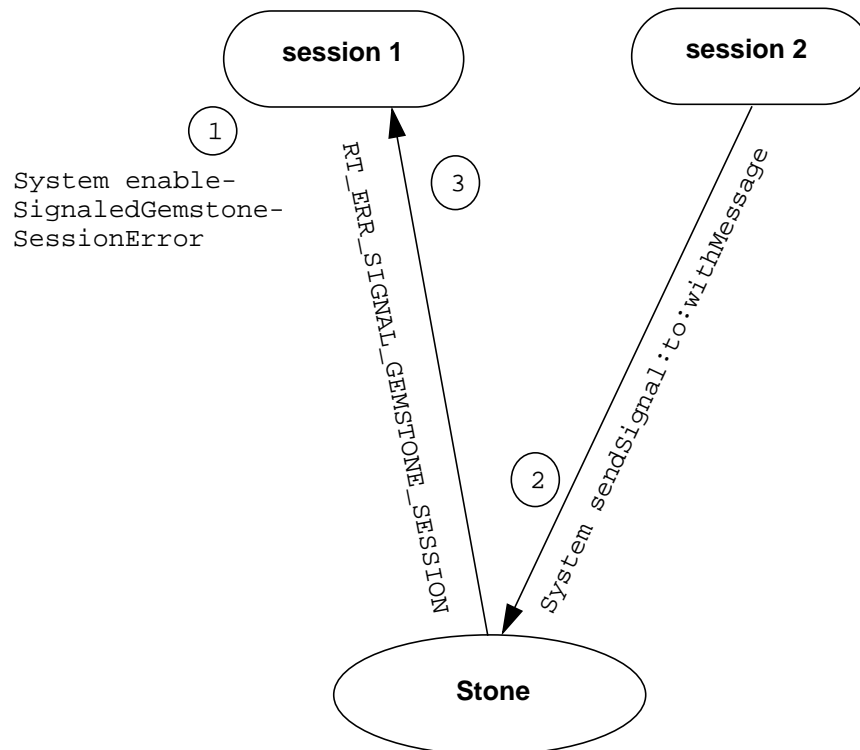 session 1
session 2
1
System enable-
SignaledGemstone-
SessionError
RT_ERR_SIGNAL_GEMSTONE_SESSION
3
System sendSignal:to:withMessage
2
Stone